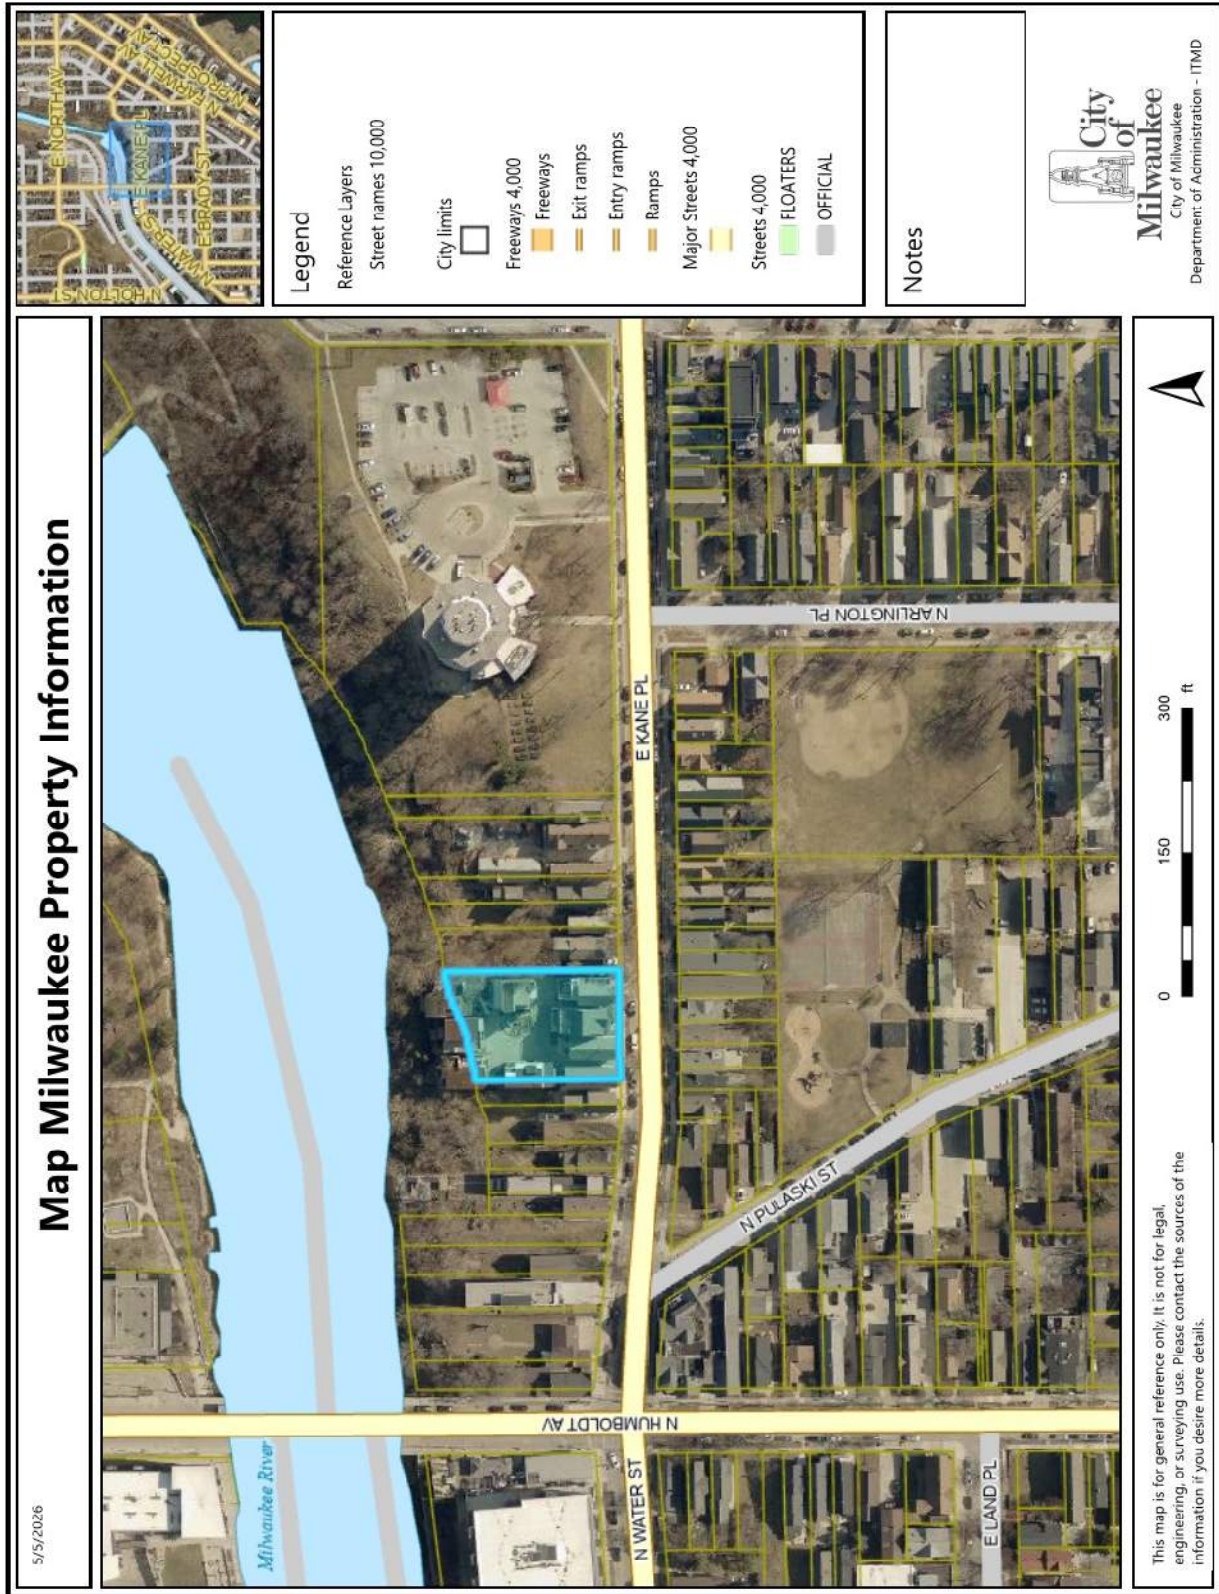 5/5/2026
Map Milwaukee Property Information
Milwaukee River
N HUMBOLDT AV
N WATER ST
E KANE PL
N PULASKI ST
N ARLINGTON PL
E LAND PL
E NORTH AV
N HOLTON ST
N FARWELL AV
N PROSPECT AV
E KANE PL
N WATER S
E BRADY ST
Legend
Reference Layers
Street names 10,000
City limits
Freeways 4,000
Freeways
Exit ramps
Entry ramps
Ramps
Major Streets 4,000
Streets 4,000
FLOATERS
OFFICIAL
Notes
City
of
Milwaukee
City of Milwaukee
Department of Administration - ITMD
This map is for general reference only. It is not for legal,
engineering, or surveying use. Please contact the sources of the
information if you desire more details.
0 150 300
ft